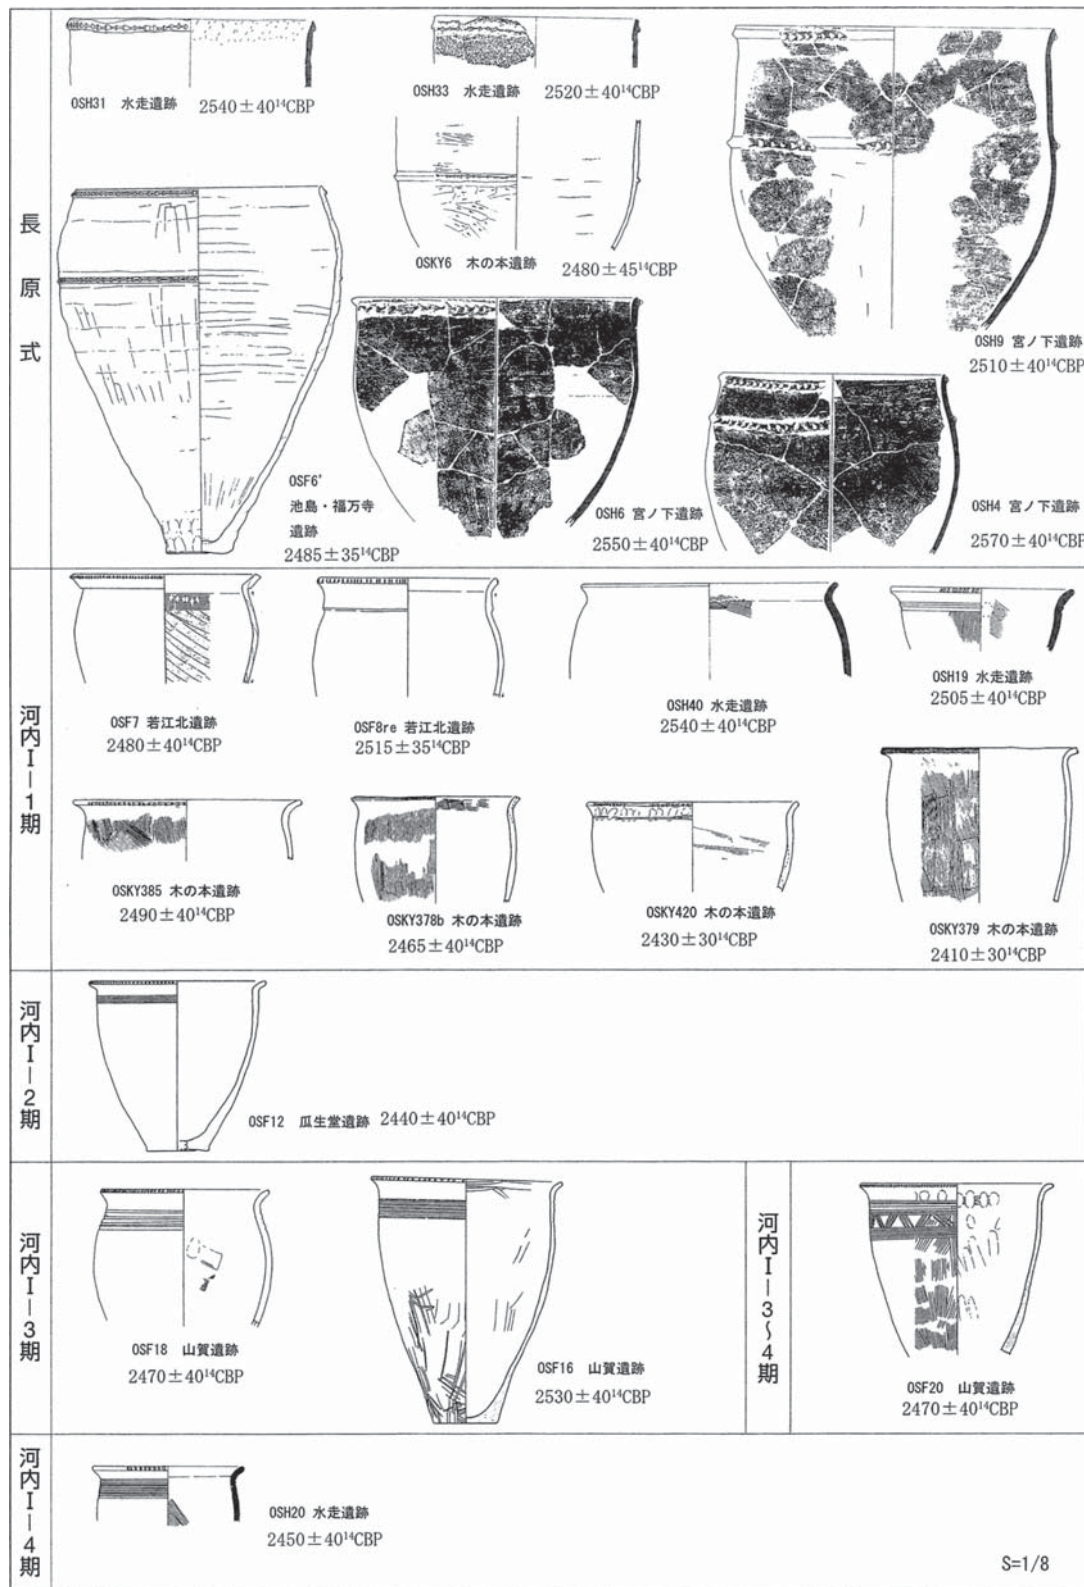 長原式
OSH31 水走遺跡 2540±40¹⁴CBP
OSH33 水走遺跡 2520±40¹⁴CBP
OSKY6 木の本遺跡
2480±45¹⁴CBP
OSH9 宮ノ下遺跡
2510±40¹⁴CBP
OSF6'
池島・福万寺
遺跡
2485±35¹⁴CBP
OSH6 宮ノ下遺跡
2550±40¹⁴CBP
OSH4 宮ノ下遺跡
2570±40¹⁴CBP
河内Ⅰ－1期
OSF7 若江北遺跡
2480±40¹⁴CBP
OSF8re 若江北遺跡
2515±35¹⁴CBP
OSH40 水走遺跡
2540±40¹⁴CBP
OSH19 水走遺跡
2505±40¹⁴CBP
OSKY385 木の本遺跡
2490±40¹⁴CBP
OSKY378b 木の本遺跡
2465±40¹⁴CBP
OSKY420 木の本遺跡
2430±30¹⁴CBP
OSKY379 木の本遺跡
2410±30¹⁴CBP
河内Ⅰ－2期
OSF12 瓜生堂遺跡 2440±40¹⁴CBP
河内Ⅰ－3期
OSF18 山賀遺跡
2470±40¹⁴CBP
OSF16 山賀遺跡
2530±40¹⁴CBP
河内Ⅰ－3～4期
OSF20 山賀遺跡
2470±40¹⁴CBP
河内Ⅰ－4期
OSH20 水走遺跡
2450±40¹⁴CBP
S=1/8